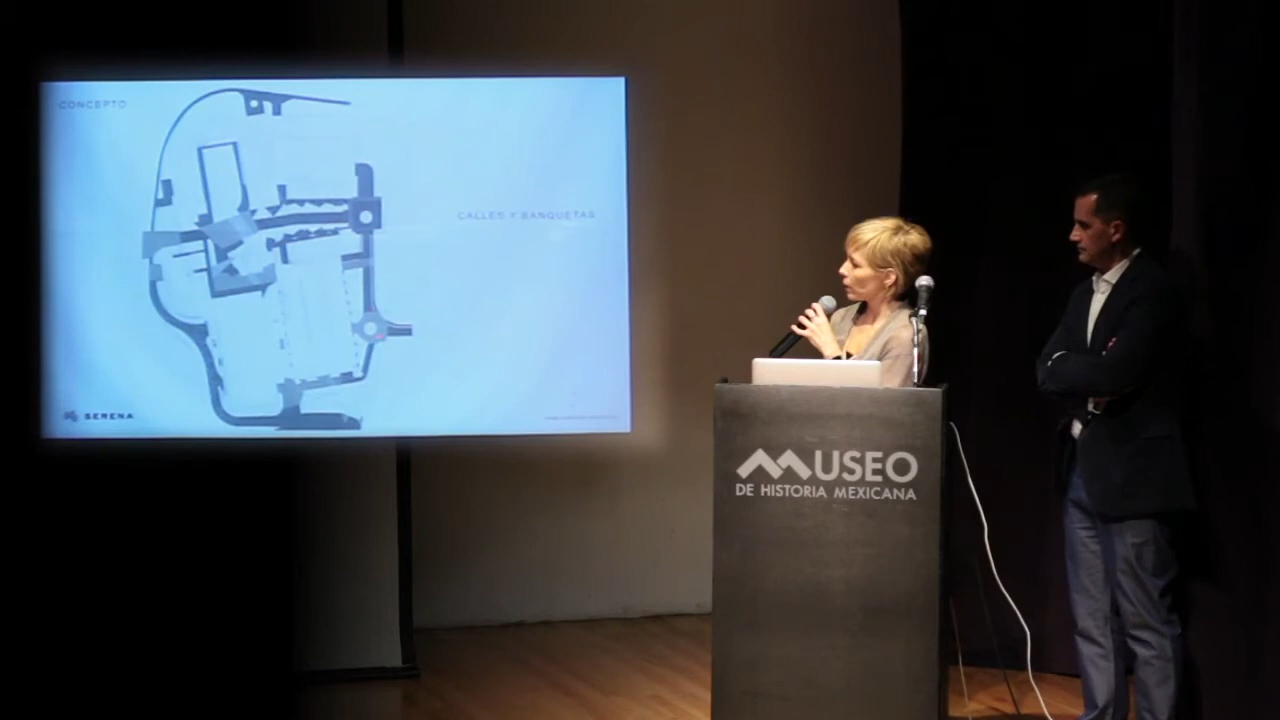 CONCEPTO
CALLES Y BANQUETAS
SERENA
MUSEO
DE HISTORIA MEXICANA